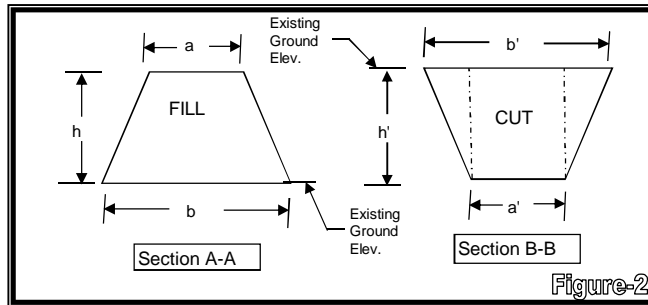 Existing
Ground
Elev.
a
FILL
h
b
Existing
Ground
Elev.
Section A-A
b'
CUT
h'
a'
Section B-B
Figure-2